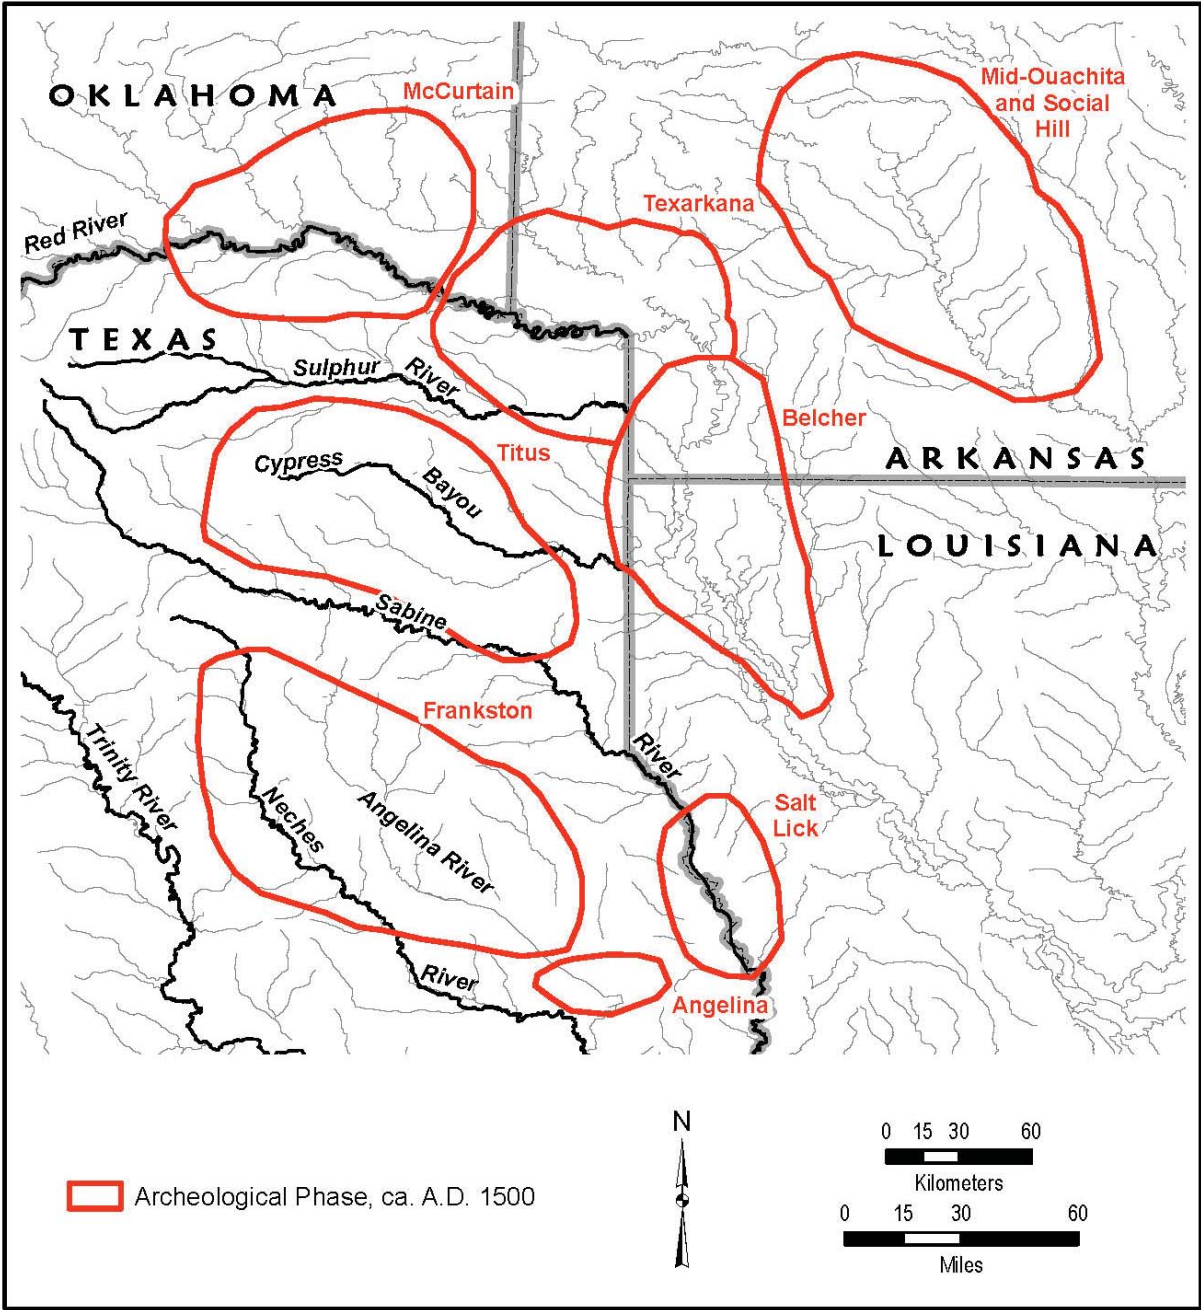 OKLAHOMA
McCurtain
Mid-Ouachita
and Social
Hill
Texarkana
Red River
TEXAS
Sulphur
River
Belcher
Titus
Cypress
Bayou
ARKANSAS
LOUISIANA
Sabine
Frankston
River
Trinity River
Neches
Angelina River
Salt
Lick
River
Angelina
N
0 15 30 60
Kilometers
Archeological Phase, ca. A.D. 1500
0 15 30 60
Miles